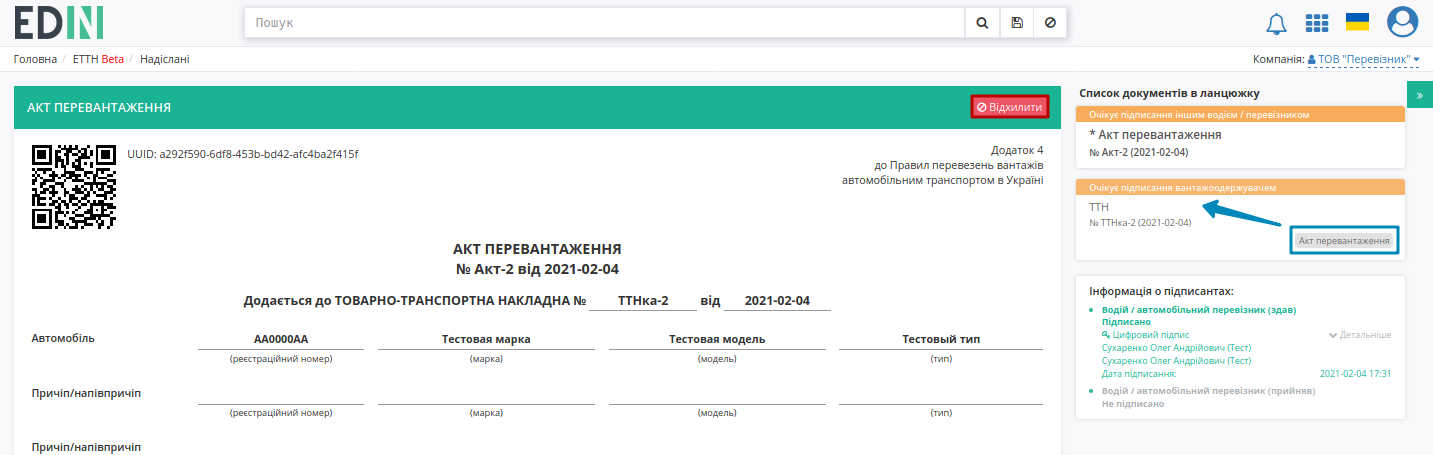 EDIN
Пошук
Головна / ЕТТН Beta / Надіслані
Компанія: ТОВ "Перевізник"
АКТ ПЕРЕВАНТАЖЕННЯ
Відхилити
UUID: a292f590-6df8-453b-bd42-afc4ba2f415f
Додаток 4
до Правил перевезень вантажів
автомобільним транспортом в Україні
АКТ ПЕРЕВАНТАЖЕННЯ
№ Акт-2 від 2021-02-04
Додається до ТОВАРНО-ТРАНСПОРТНА НАКЛАДНА № ТТНка-2 від 2021-02-04
Автомобіль АА0000АА Тестовая марка Тестовая модель Тестовый тип
(реєстраційний номер) (марка) (модель) (тип)
Причіп/напівпричіп
(реєстраційний номер) (марка) (модель) (тип)
Причіп/напівпричіп
Список документів в ланцюжку
»
Очікує підписання іншим водієм / перевізником
* Акт перевантаження
№ Акт-2 (2021-02-04)
Очікує підписання вантажоодержувачем
ТТН
№ ТТНка-2 (2021-02-04)
Акт перевантаження
Інформація о підписантах:
Водій / автомобільний перевізник (здав)
Підписано
Цифровий підпис Детальніше
Сухаренко Олег Андрійович (Тест)
Сухаренко Олег Андрійович (Тест)
Дата підписання: 2021-02-04 17:31
Водій / автомобільний перевізник (прийняв)
Не підписано